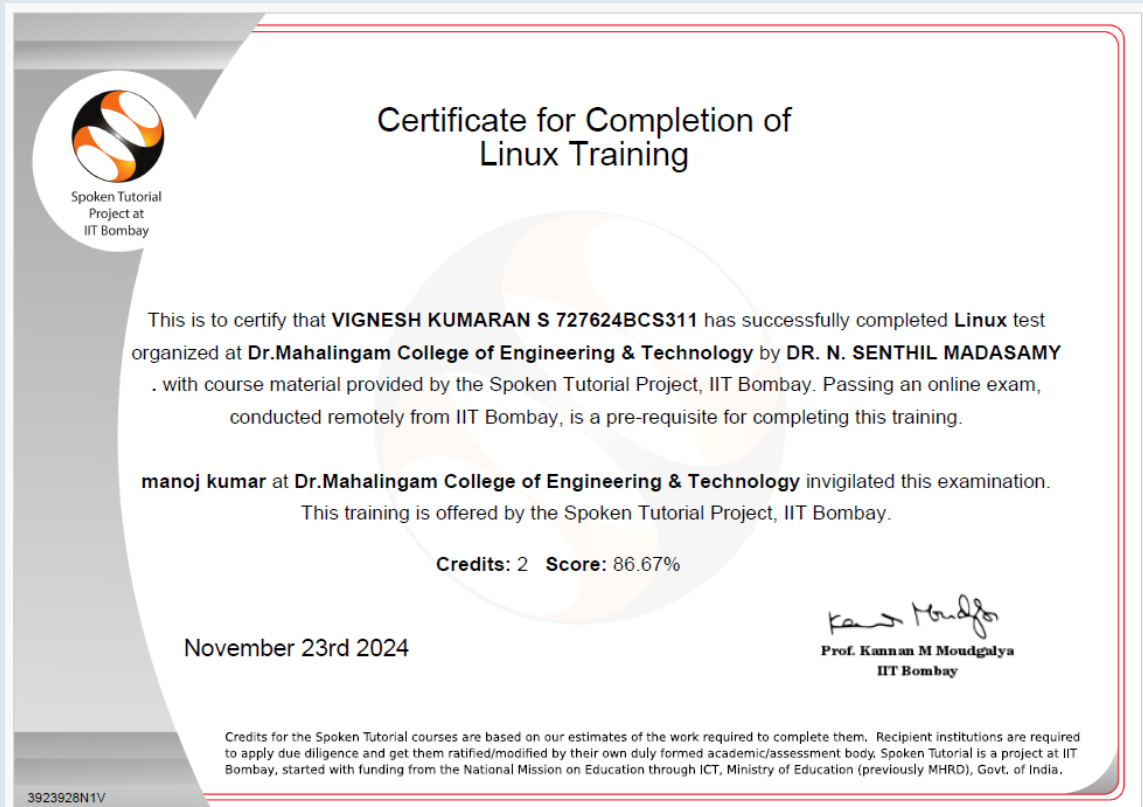 Spoken Tutorial
Project at
IIT Bombay
Certificate for Completion of
Linux Training
This is to certify that VIGNESH KUMARAN S 727624BCS311 has successfully completed Linux test
organized at Dr.Mahalingam College of Engineering & Technology by DR. N. SENTHIL MADASAMY
. with course material provided by the Spoken Tutorial Project, IIT Bombay. Passing an online exam,
conducted remotely from IIT Bombay, is a pre-requisite for completing this training.
manoj kumar at Dr.Mahalingam College of Engineering & Technology invigilated this examination.
This training is offered by the Spoken Tutorial Project, IIT Bombay.
Credits: 2 Score: 86.67%
November 23rd 2024
Prof. Kannan M Moudgalya
IIT Bombay
Credits for the Spoken Tutorial courses are based on our estimates of the work required to complete them. Recipient institutions are required
to apply due diligence and get them ratified/modified by their own duly formed academic/assessment body. Spoken Tutorial is a project at IIT
Bombay, started with funding from the National Mission on Education through ICT, Ministry of Education (previously MHRD), Govt. of India.
3923928N1V